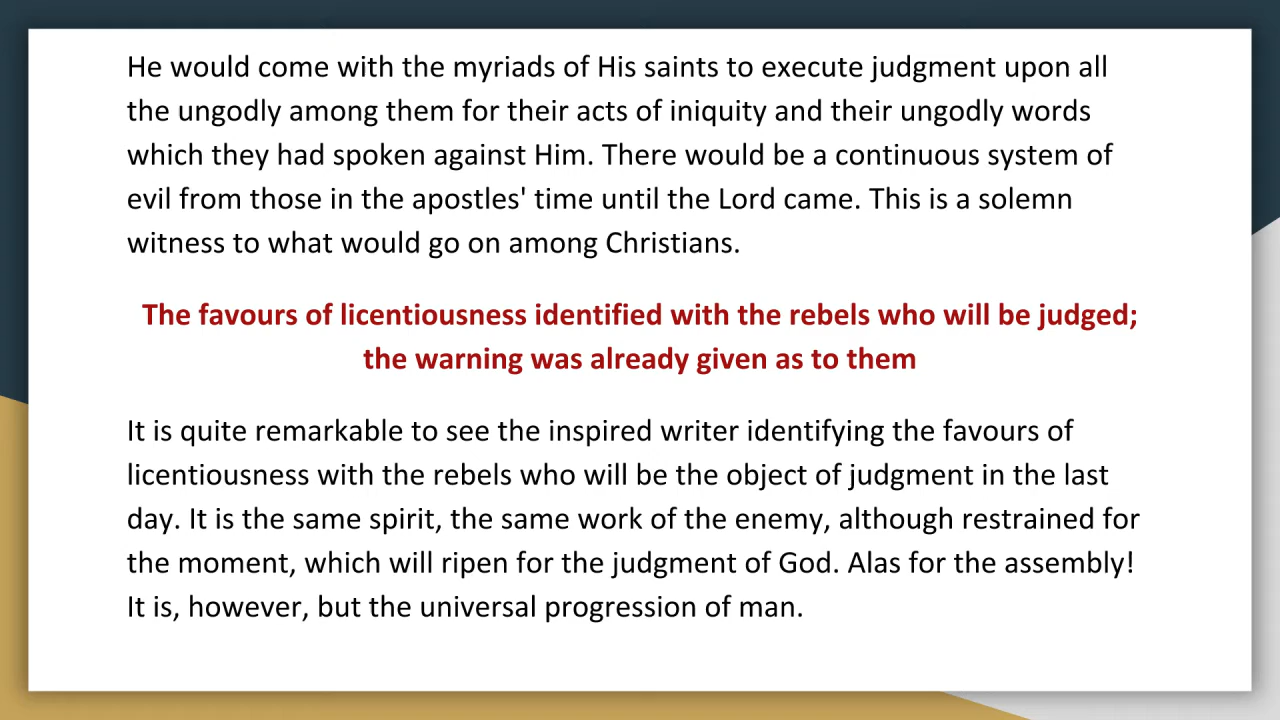 He would come with the myriads of His saints to execute judgment upon all
the ungodly among them for their acts of iniquity and their ungodly words
which they had spoken against Him. There would be a continuous system of
evil from those in the apostles' time until the Lord came. This is a solemn
witness to what would go on among Christians.
The favours of licentiousness identified with the rebels who will be judged;
the warning was already given as to them
It is quite remarkable to see the inspired writer identifying the favours of
licentiousness with the rebels who will be the object of judgment in the last
day. It is the same spirit, the same work of the enemy, although restrained for
the moment, which will ripen for the judgment of God. Alas for the assembly!
It is, however, but the universal progression of man.